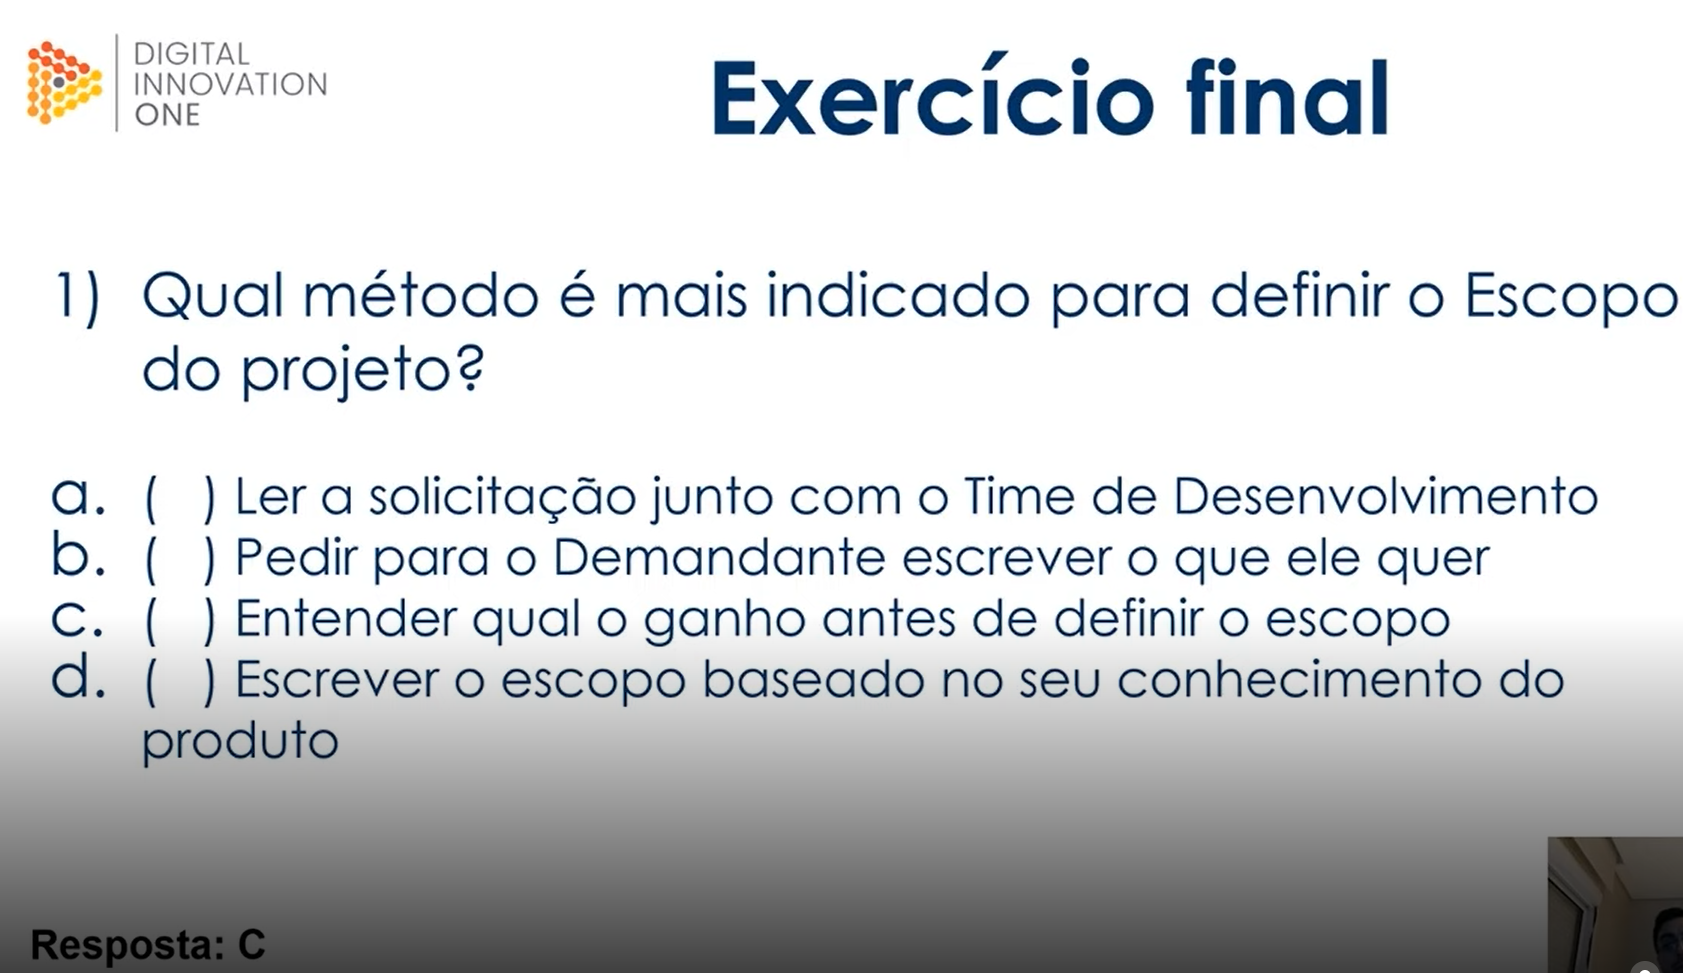 DIGITAL
INNOVATION
ONE
Exercício final
1) Qual método é mais indicado para definir o Escopo
do projeto?
a. ( ) Ler a solicitação junto com o Time de Desenvolvimento
b. ( ) Pedir para o Demandante escrever o que ele quer
c. ( ) Entender qual o ganho antes de definir o escopo
d. ( ) Escrever o escopo baseado no seu conhecimento do
produto
Resposta: C